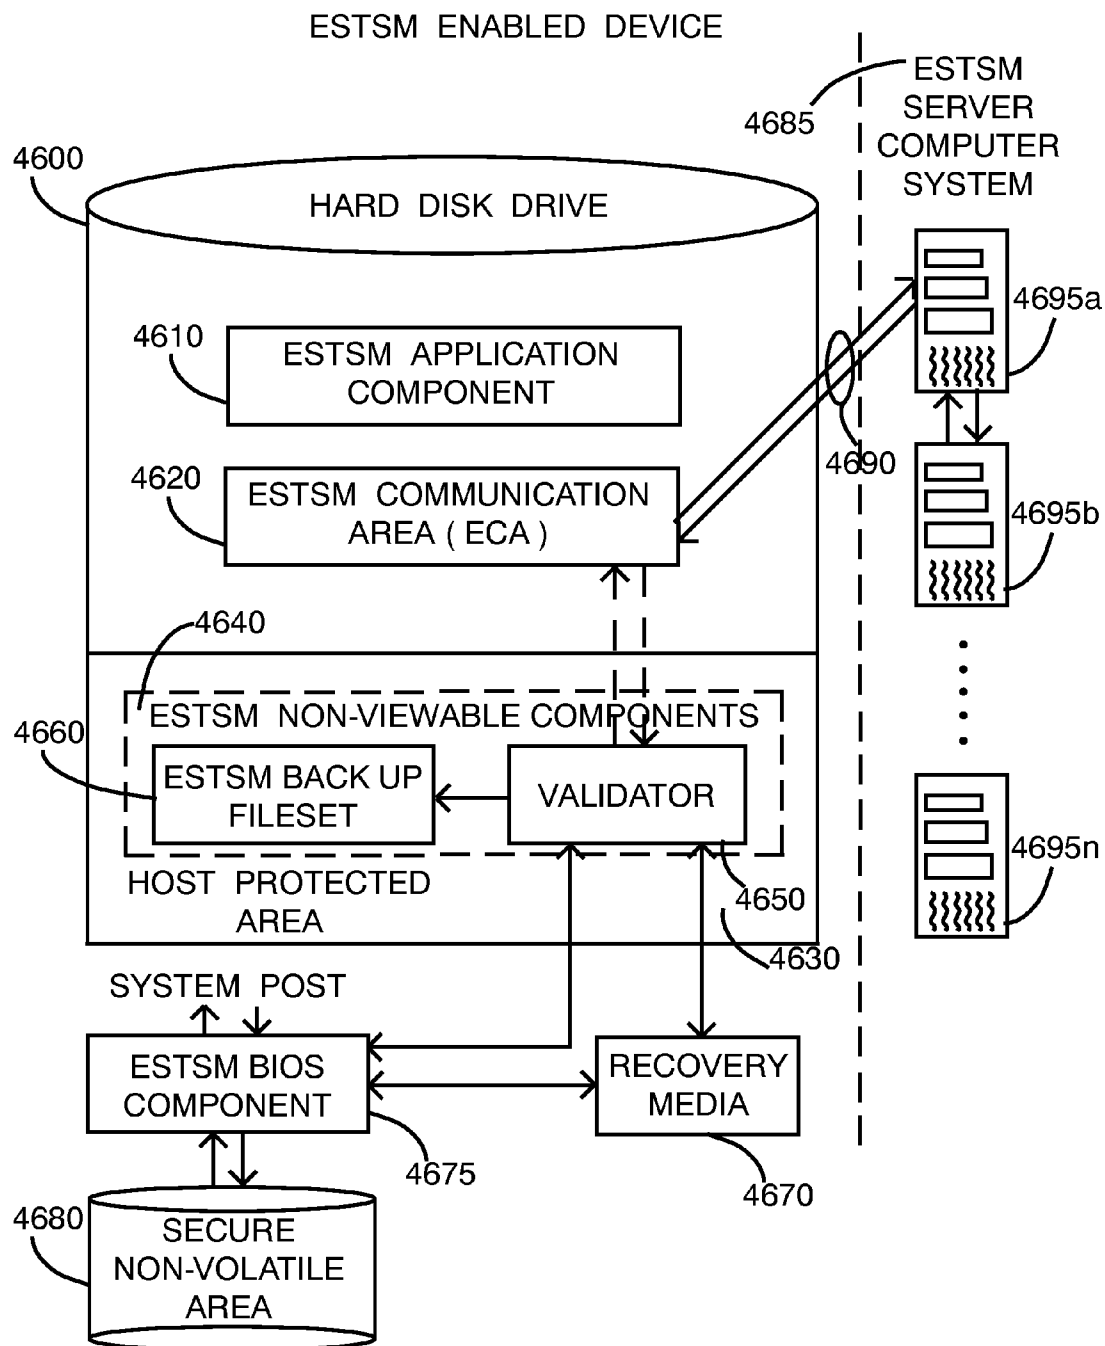 ESTSM ENABLED DEVICE
4685
ESTSM
SERVER
COMPUTER
SYSTEM
4600
HARD DISK DRIVE
4610
ESTSM APPLICATION
COMPONENT
4695a
4690
4620
ESTSM COMMUNICATION
AREA ( ECA )
4695b
4640
ESTSM NON-VIEWABLE COMPONENTS
4660
ESTSM BACK UP
FILESET
VALIDATOR
4695n
HOST PROTECTED
AREA
4650
4630
SYSTEM POST
ESTSM BIOS
COMPONENT
RECOVERY
MEDIA
4675
4670
4680
SECURE
NON-VOLATILE
AREA